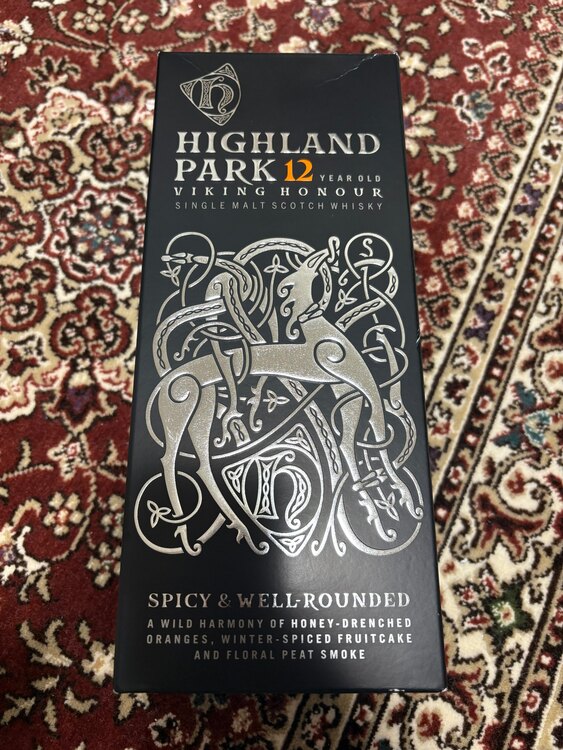 H
HIGHLAND
PARK 12 YEAR OLD
VIKING HONOUR
SINGLE MALT SCOTCH WHISKY
S
H
SPICY & WELL-ROUNDED
A WILD HARMONY OF HONEY-DRENCHED
ORANGES, WINTER-SPICED FRUITCAKE
AND FLORAL PEAT SMOKE